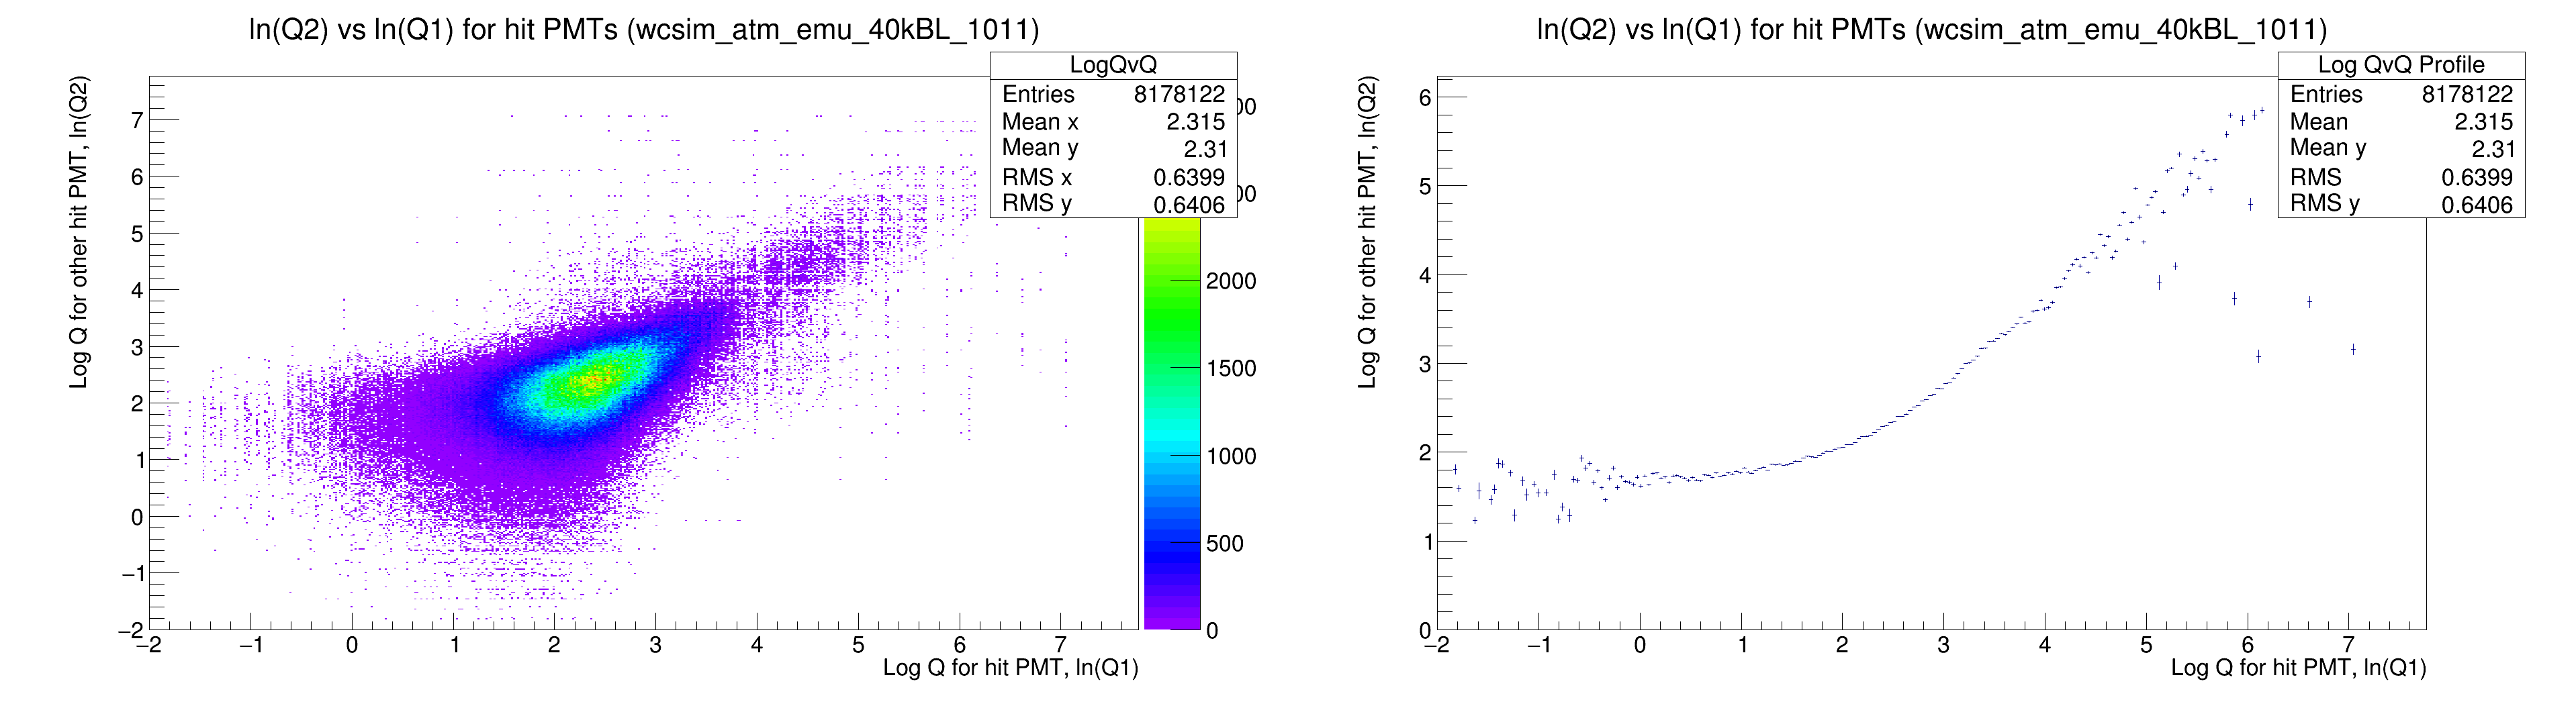 ln(Q2) vs ln(Q1) for hit PMTs (wcsim_atm_emu_40kBL_1011)
LogQvQ
Entries 8178122
Mean x 2.315
Mean y 2.31
RMS x 0.6399
RMS y 0.6406
Log Q for other hit PMT, ln(Q2)
7
6
5
4
3
2
1
0
−1
−2
−2 −1 0 1 2 3 4 5 6 7
Log Q for hit PMT, ln(Q1)
00
00
2000
1500
1000
500
0
ln(Q2) vs ln(Q1) for hit PMTs (wcsim_atm_emu_40kBL_1011)
Log QvQ Profile
Entries 8178122
Mean 2.315
Mean y 2.31
RMS 0.6399
RMS y 0.6406
Log Q for other hit PMT, ln(Q2)
6
5
4
3
2
1
0
−2 −1 0 1 2 3 4 5 6 7
Log Q for hit PMT, ln(Q1)